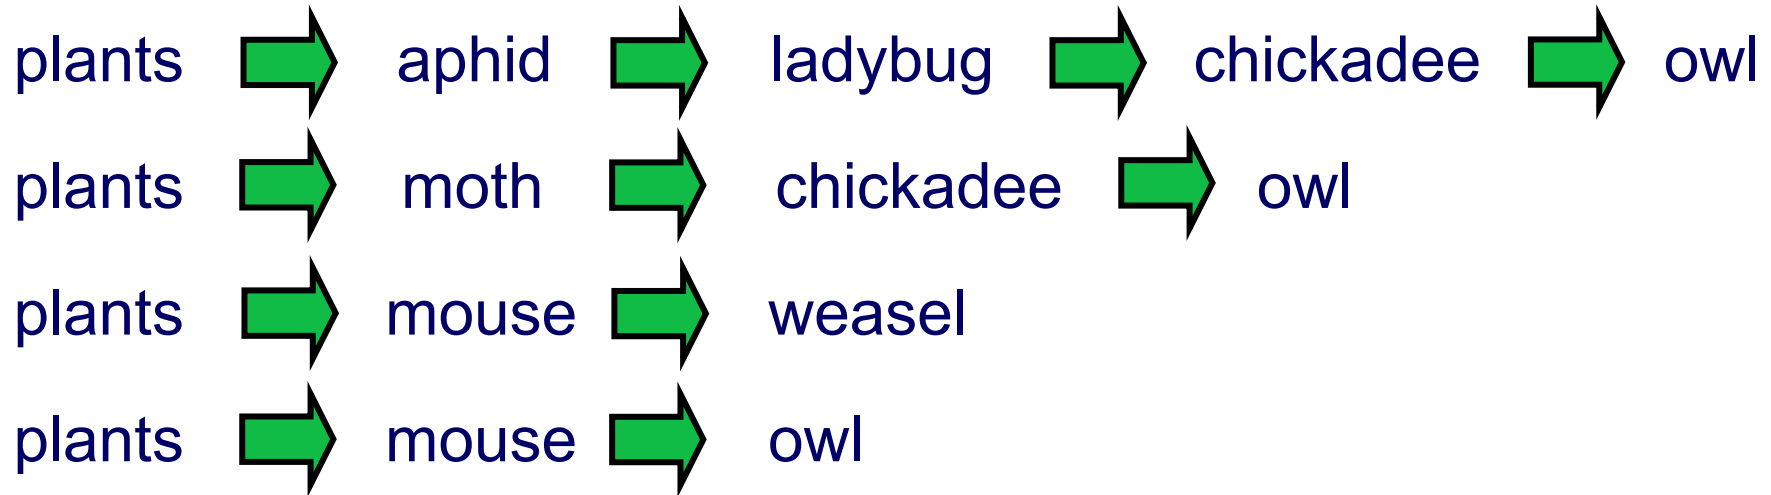 plants aphid ladybug chickadee owl
plants moth chickadee owl
plants mouse weasel
plants mouse owl